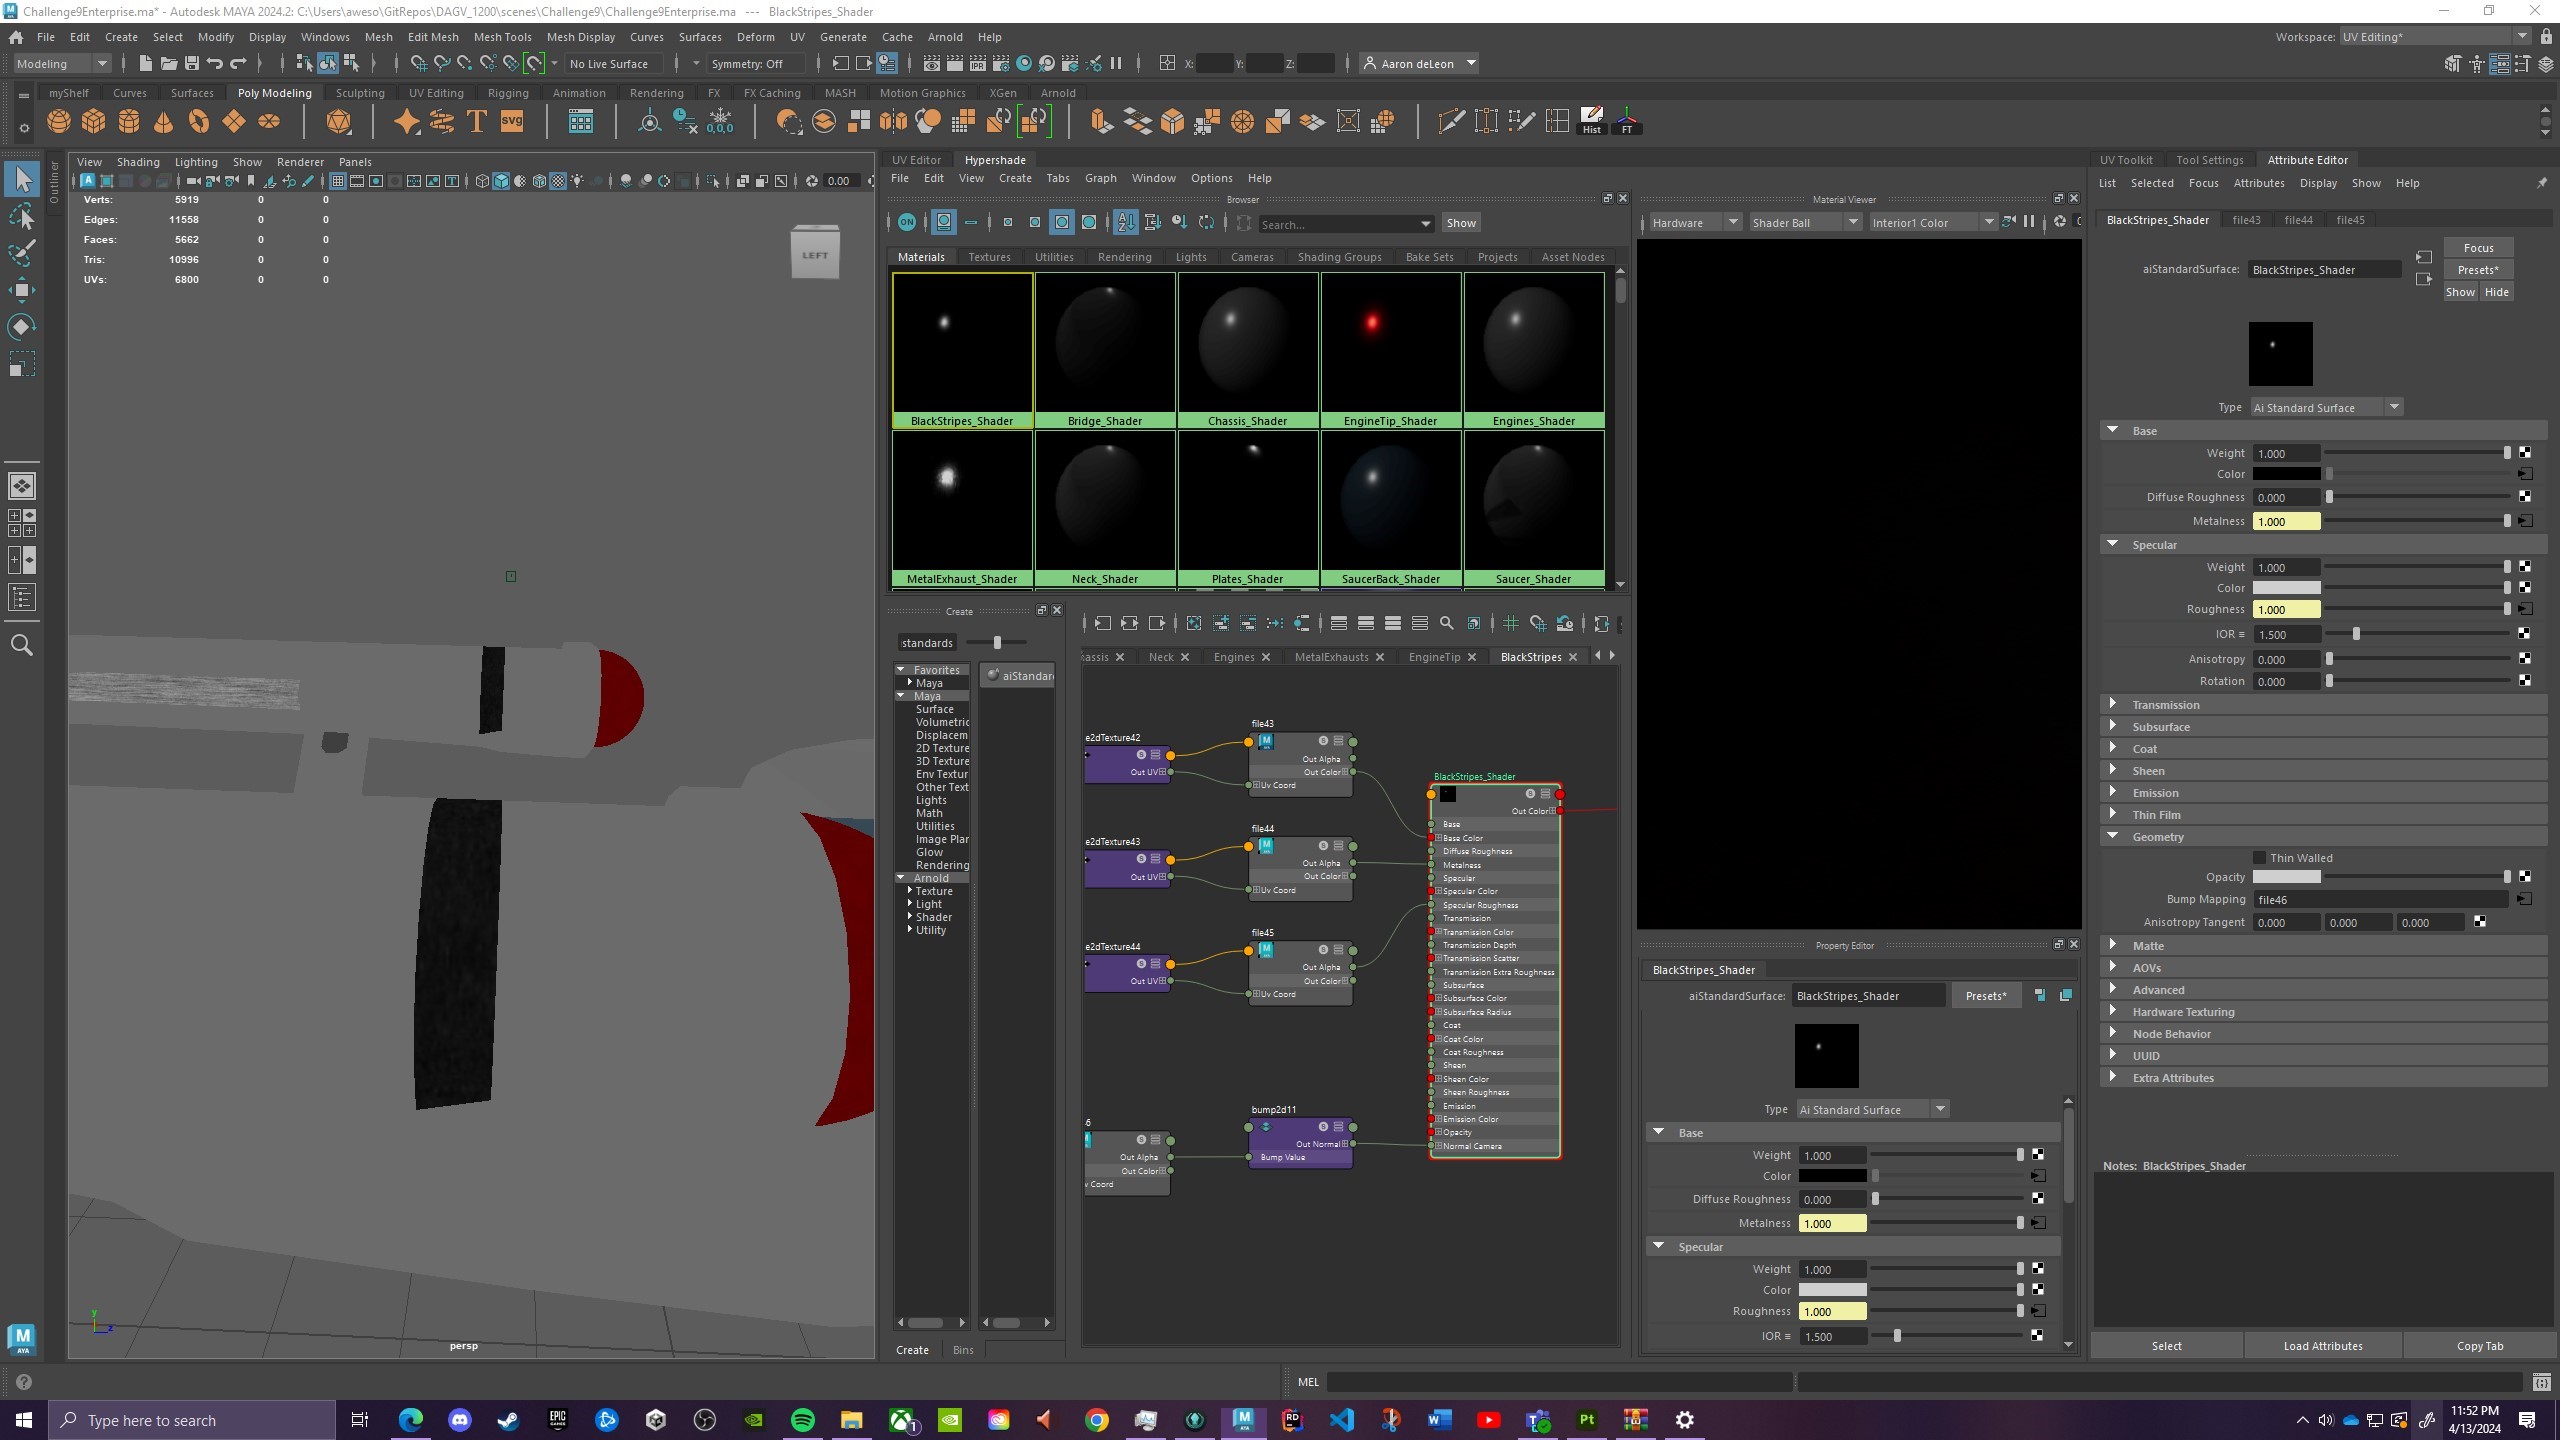 Challenge9Enterprise.ma* - Autodesk MAYA 2024.2: C:\Users\aweso\GitRepos\DAGV_1200\scenes\Challenge9\Challenge9Enterprise.ma --- BlackStripes_Shader
File Edit Create Select Modify Display Windows Mesh Edit Mesh Mesh Tools Mesh Display Curves Surfaces Deform UV Generate Cache Arnold Help
Workspace: UV Editing*
Modeling No Live Surface Symmetry: Off X: Y: Z: Aaron deLeon
myShelf Curves Surfaces Poly Modeling Sculpting UV Editing Rigging Animation Rendering FX FX Caching MASH Motion Graphics XGen Arnold
SVG 0,0,0 Hist FT
Outliner
View Shading Lighting Show Renderer Panels
0.00
Verts: 5919 0 0
Edges: 11558 0 0
Faces: 5662 0 0
Tris: 10996 0 0
UVs: 6800 0 0
LEFT
y
z
persp
UV Editor Hypershade
File Edit View Create Tabs Graph Window Options Help
Browser
ON Search... Show
Materials Textures Utilities Rendering Lights Cameras Shading Groups Bake Sets Projects Asset Nodes
BlackStripes_Shader Bridge_Shader Chassis_Shader EngineTip_Shader Engines_Shader
MetalExhaust_Shader Neck_Shader Plates_Shader SaucerBack_Shader Saucer_Shader
Create
standards
Favorites
Maya
Maya
Surface
Volumetric
Displacem
2D Texture
3D Texture
Env Textur
Other Text
Lights
Math
Utilities
Image Plan
Glow
Rendering
Arnold
Texture
Light
Shader
Utility
aiStandar
Create Bins
assis Neck Engines MetalExhausts EngineTip BlackStripes
e2dTexture42
Out UV
file43
Out Alpha
Out Color
Uv Coord
e2dTexture43
Out UV
file44
Out Alpha
Out Color
Uv Coord
e2dTexture44
Out UV
file45
Out Alpha
Out Color
Uv Coord
6
Out Alpha
Out Color
v Coord
bump2d11
Out Normal
Bump Value
BlackStripes_Shader
Out Color
Base
Base Color
Diffuse Roughness
Metalness
Specular
Specular Color
Specular Roughness
Transmission
Transmission Color
Transmission Depth
Transmission Scatter
Transmission Extra Roughness
Subsurface
Subsurface Color
Subsurface Radius
Coat
Coat Color
Coat Roughness
Sheen
Sheen Color
Sheen Roughness
Emission
Emission Color
Opacity
Normal Camera
Material Viewer
Hardware Shader Ball Interior1 Color
Property Editor
BlackStripes_Shader
aiStandardSurface: BlackStripes_Shader Presets*
Type Ai Standard Surface
Base
Weight 1.000
Color
Diffuse Roughness 0.000
Metalness 1.000
Specular
Weight 1.000
Color
Roughness 1.000
IOR 1.500
UV Toolkit Tool Settings Attribute Editor
List Selected Focus Attributes Display Show Help
BlackStripes_Shader file43 file44 file45
Focus
aiStandardSurface: BlackStripes_Shader Presets*
Show Hide
Type Ai Standard Surface
Base
Weight 1.000
Color
Diffuse Roughness 0.000
Metalness 1.000
Specular
Weight 1.000
Color
Roughness 1.000
IOR 1.500
Anisotropy 0.000
Rotation 0.000
Transmission
Subsurface
Coat
Sheen
Emission
Thin Film
Geometry
Thin Walled
Opacity
Bump Mapping file46
Anisotropy Tangent 0.000 0.000 0.000
Matte
AOVs
Advanced
Hardware Texturing
Node Behavior
UUID
Extra Attributes
Notes: BlackStripes_Shader
Select Load Attributes Copy Tab
MEL
Type here to search
11:52 PM
4/13/2024